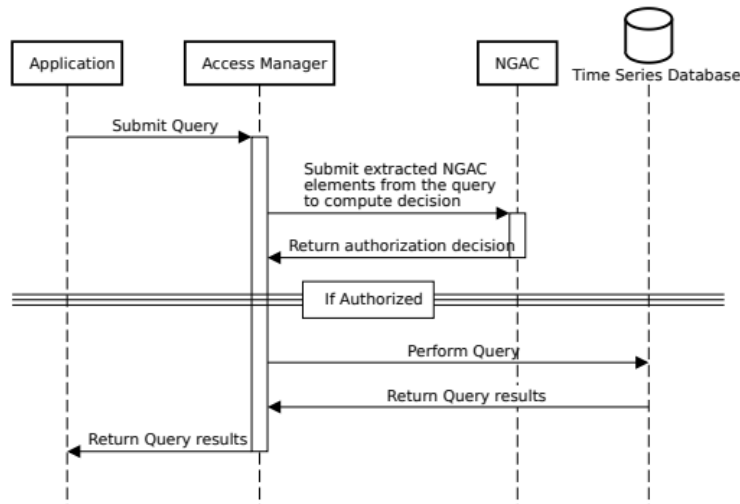 Application
Access Manager
NGAC
Time Series Database
Submit Query
Submit extracted NGAC
elements from the query
to compute decision
Return authorization decision
If Authorized
Perform Query
Return Query results
Return Query results